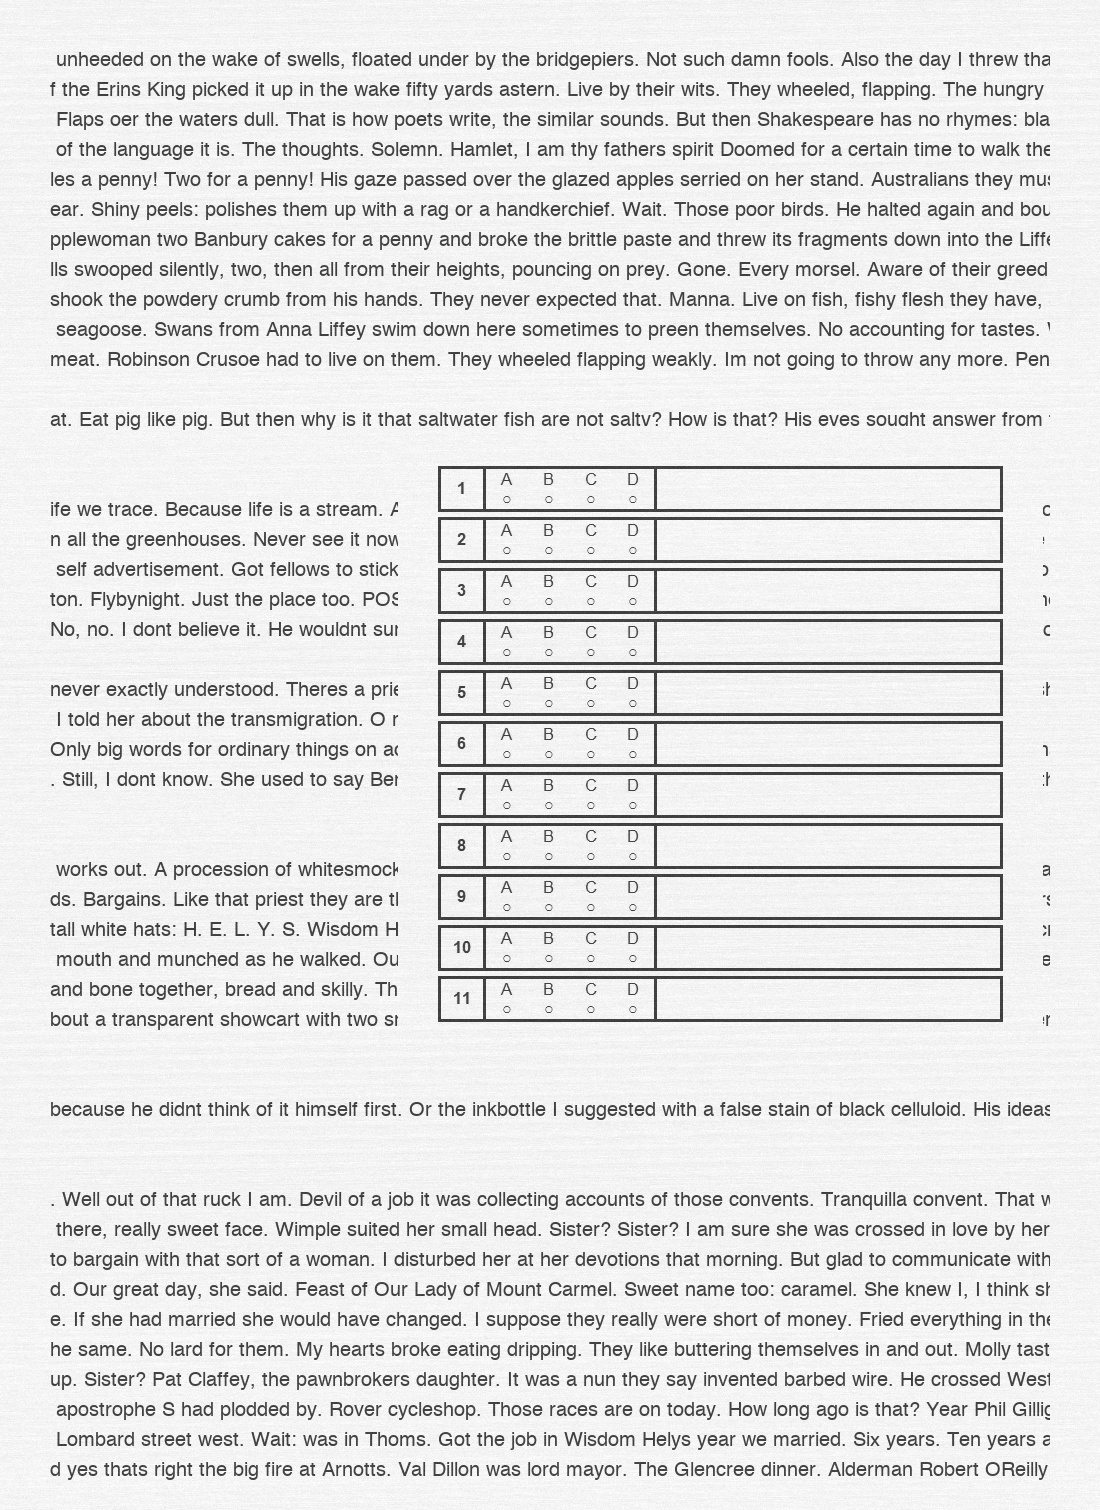 unheeded on the wake of swells, floated under by the bridgepiers. Not such damn fools. Also the day I threw tha
f the Erins King picked it up in the wake fifty yards astern. Live by their wits. They wheeled, flapping. The hungry
Flaps oer the waters dull. That is how poets write, the similar sounds. But then Shakespeare has no rhymes: bla
of the language it is. The thoughts. Solemn. Hamlet, I am thy fathers spirit Doomed for a certain time to walk the
les a penny! Two for a penny! His gaze passed over the glazed apples serried on her stand. Australians they mus
ear. Shiny peels: polishes them up with a rag or a handkerchief. Wait. Those poor birds. He halted again and bou
pplewoman two Banbury cakes for a penny and broke the brittle paste and threw its fragments down into the Liffe
lls swooped silently, two, then all from their heights, pouncing on prey. Gone. Every morsel. Aware of their greed
shook the powdery crumb from his hands. They never expected that. Manna. Live on fish, fishy flesh they have,
seagoose. Swans from Anna Liffey swim down here sometimes to preen themselves. No accounting for tastes.
meat. Robinson Crusoe had to live on them. They wheeled flapping weakly. Im not going to throw any more. Pen
at. Eat pig like pig. But then why is it that saltwater fish are not salty? How is that? His eyes sought answer from
1 A B C D
2 A B C D
3 A B C D
4 A B C D
5 A B C D
6 A B C D
7 A B C D
8 A B C D
9 A B C D
10 A B C D
11 A B C D
ife we trace. Because life is a stream. A
n all the greenhouses. Never see it now
self advertisement. Got fellows to stick
ton. Flybynight. Just the place too. POS
No, no. I dont believe it. He wouldnt sur
never exactly understood. Theres a prie
I told her about the transmigration. O r
Only big words for ordinary things on ac
. Still, I dont know. She used to say Ber
works out. A procession of whitesmock
ds. Bargains. Like that priest they are th
tall white hats: H. E. L. Y. S. Wisdom H
mouth and munched as he walked. Ou
and bone together, bread and skilly. Th
bout a transparent showcart with two sr
because he didnt think of it himself first. Or the inkbottle I suggested with a false stain of black celluloid. His ideas
. Well out of that ruck I am. Devil of a job it was collecting accounts of those convents. Tranquilla convent. That w
there, really sweet face. Wimple suited her small head. Sister? Sister? I am sure she was crossed in love by her
to bargain with that sort of a woman. I disturbed her at her devotions that morning. But glad to communicate with
d. Our great day, she said. Feast of Our Lady of Mount Carmel. Sweet name too: caramel. She knew I, I think sh
e. If she had married she would have changed. I suppose they really were short of money. Fried everything in the
he same. No lard for them. My hearts broke eating dripping. They like buttering themselves in and out. Molly tast
up. Sister? Pat Claffey, the pawnbrokers daughter. It was a nun they say invented barbed wire. He crossed West
apostrophe S had plodded by. Rover cycleshop. Those races are on today. How long ago is that? Year Phil Gillig
Lombard street west. Wait: was in Thoms. Got the job in Wisdom Helys year we married. Six years. Ten years a
d yes thats right the big fire at Arnotts. Val Dillon was lord mayor. The Glencree dinner. Alderman Robert OReilly